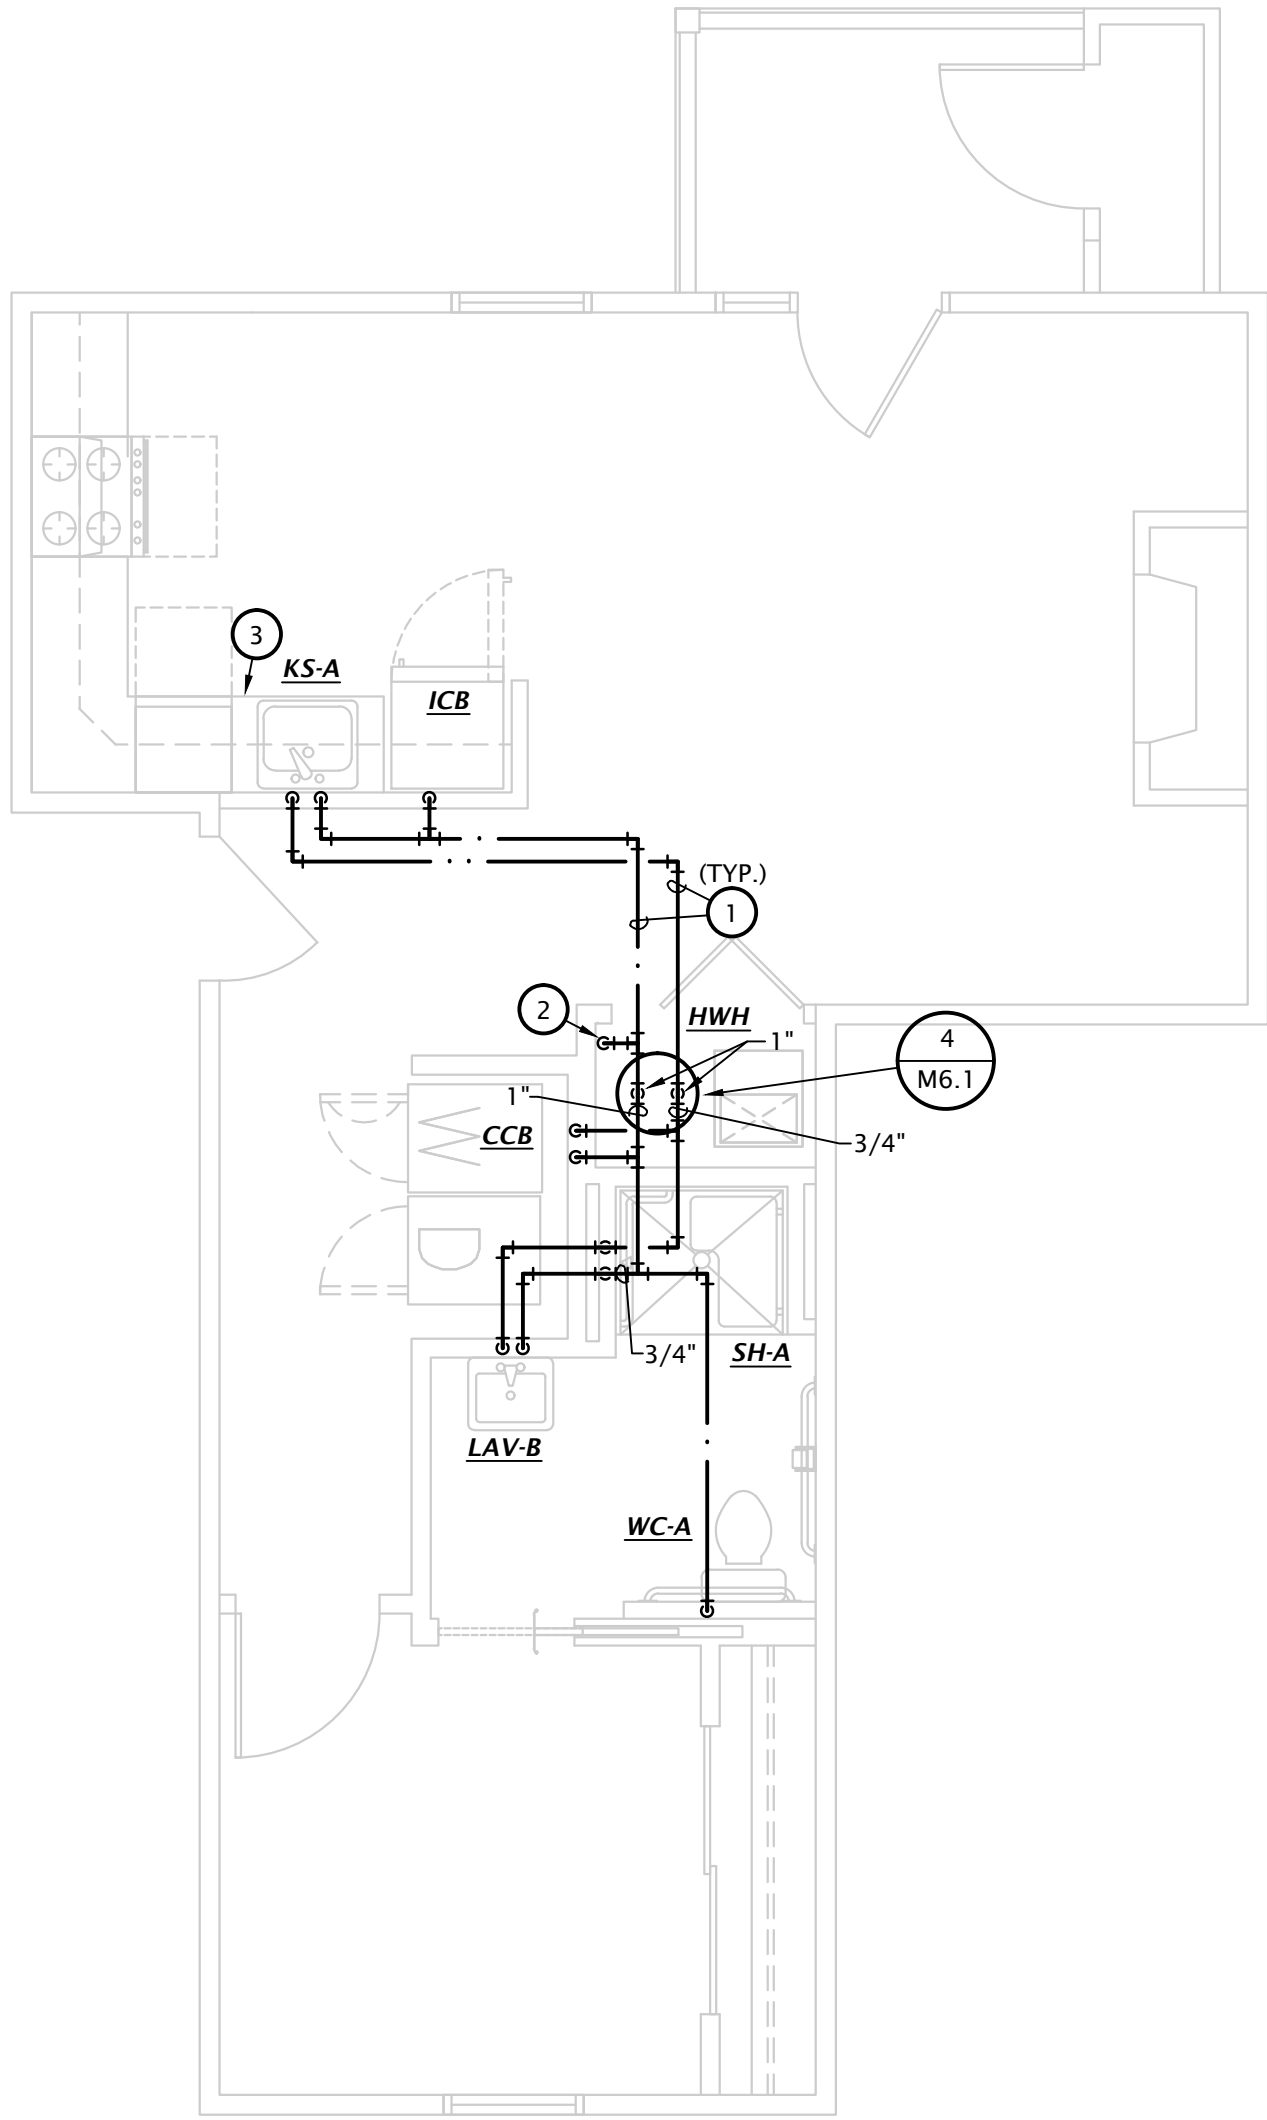 3
KS-A
ICB
(TYP.)
1
2
HWH
1"
4
M6.1
1"
CCB
3/4"
3/4"
SH-A
LAV-B
WC-A